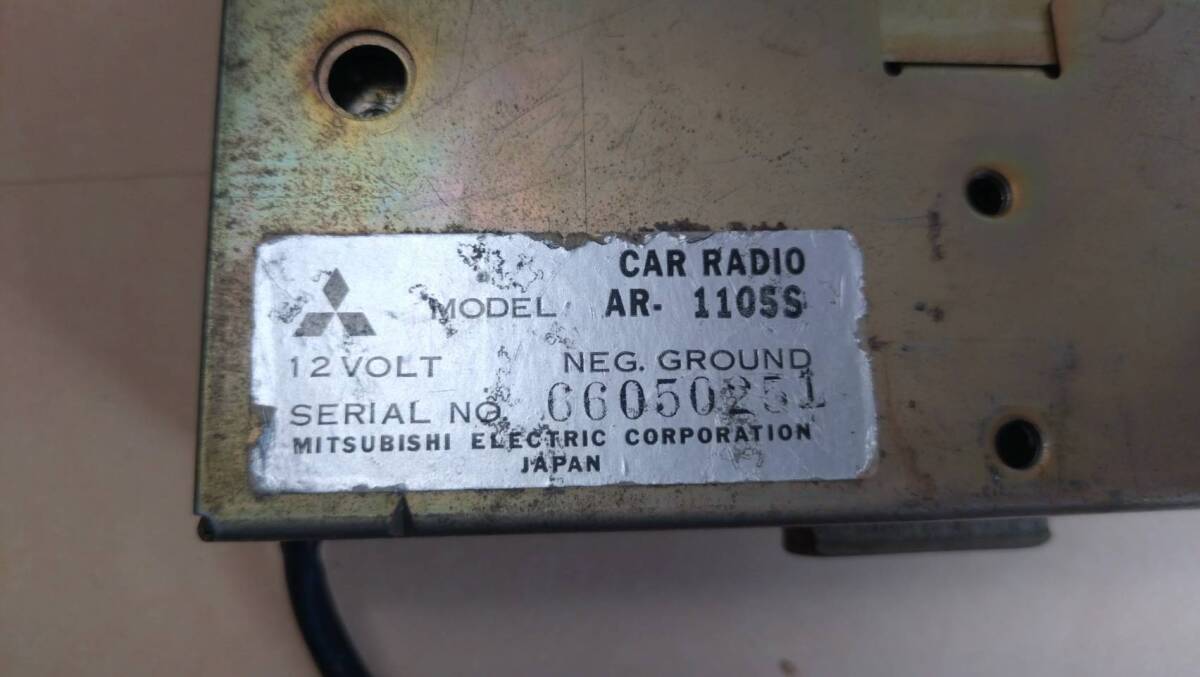 CAR RADIO
MODEL AR- 1105S
12 VOLT NEG. GROUND
SERIAL NO. 66050251
MITSUBISHI ELECTRIC CORPORATION
JAPAN